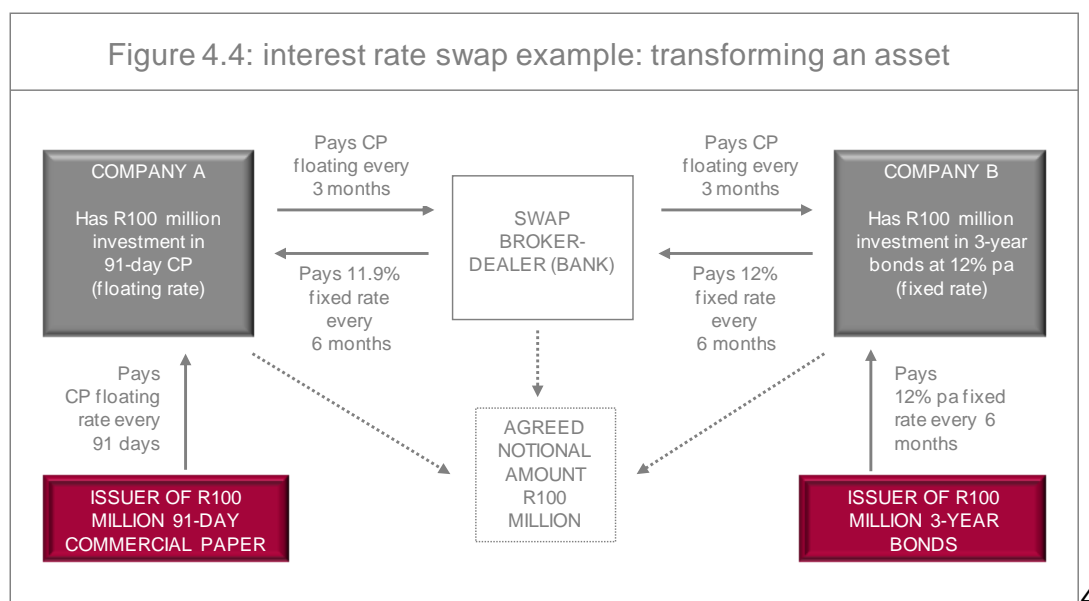 Figure 4.4: interest rate swap example: transforming an asset
COMPANY A
Has R100 million
investment in
91-day CP
(floating rate)
Pays CP
floating every
3 months
Pays 11.9%
fixed rate
every
6 months
SWAP
BROKER-
DEALER (BANK)
Pays CP
floating every
3 months
Pays 12%
fixed rate
every
6 months
COMPANY B
Has R100 million
investment in 3-year
bonds at 12% pa
(fixed rate)
Pays
CP floating
rate every
91 days
AGREED
NOTIONAL
AMOUNT
R100
MILLION
Pays
12% pa fixed
rate every 6
months
ISSUER OF R100
MILLION 91-DAY
COMMERCIAL PAPER
ISSUER OF R100
MILLION 3-YEAR
BONDS